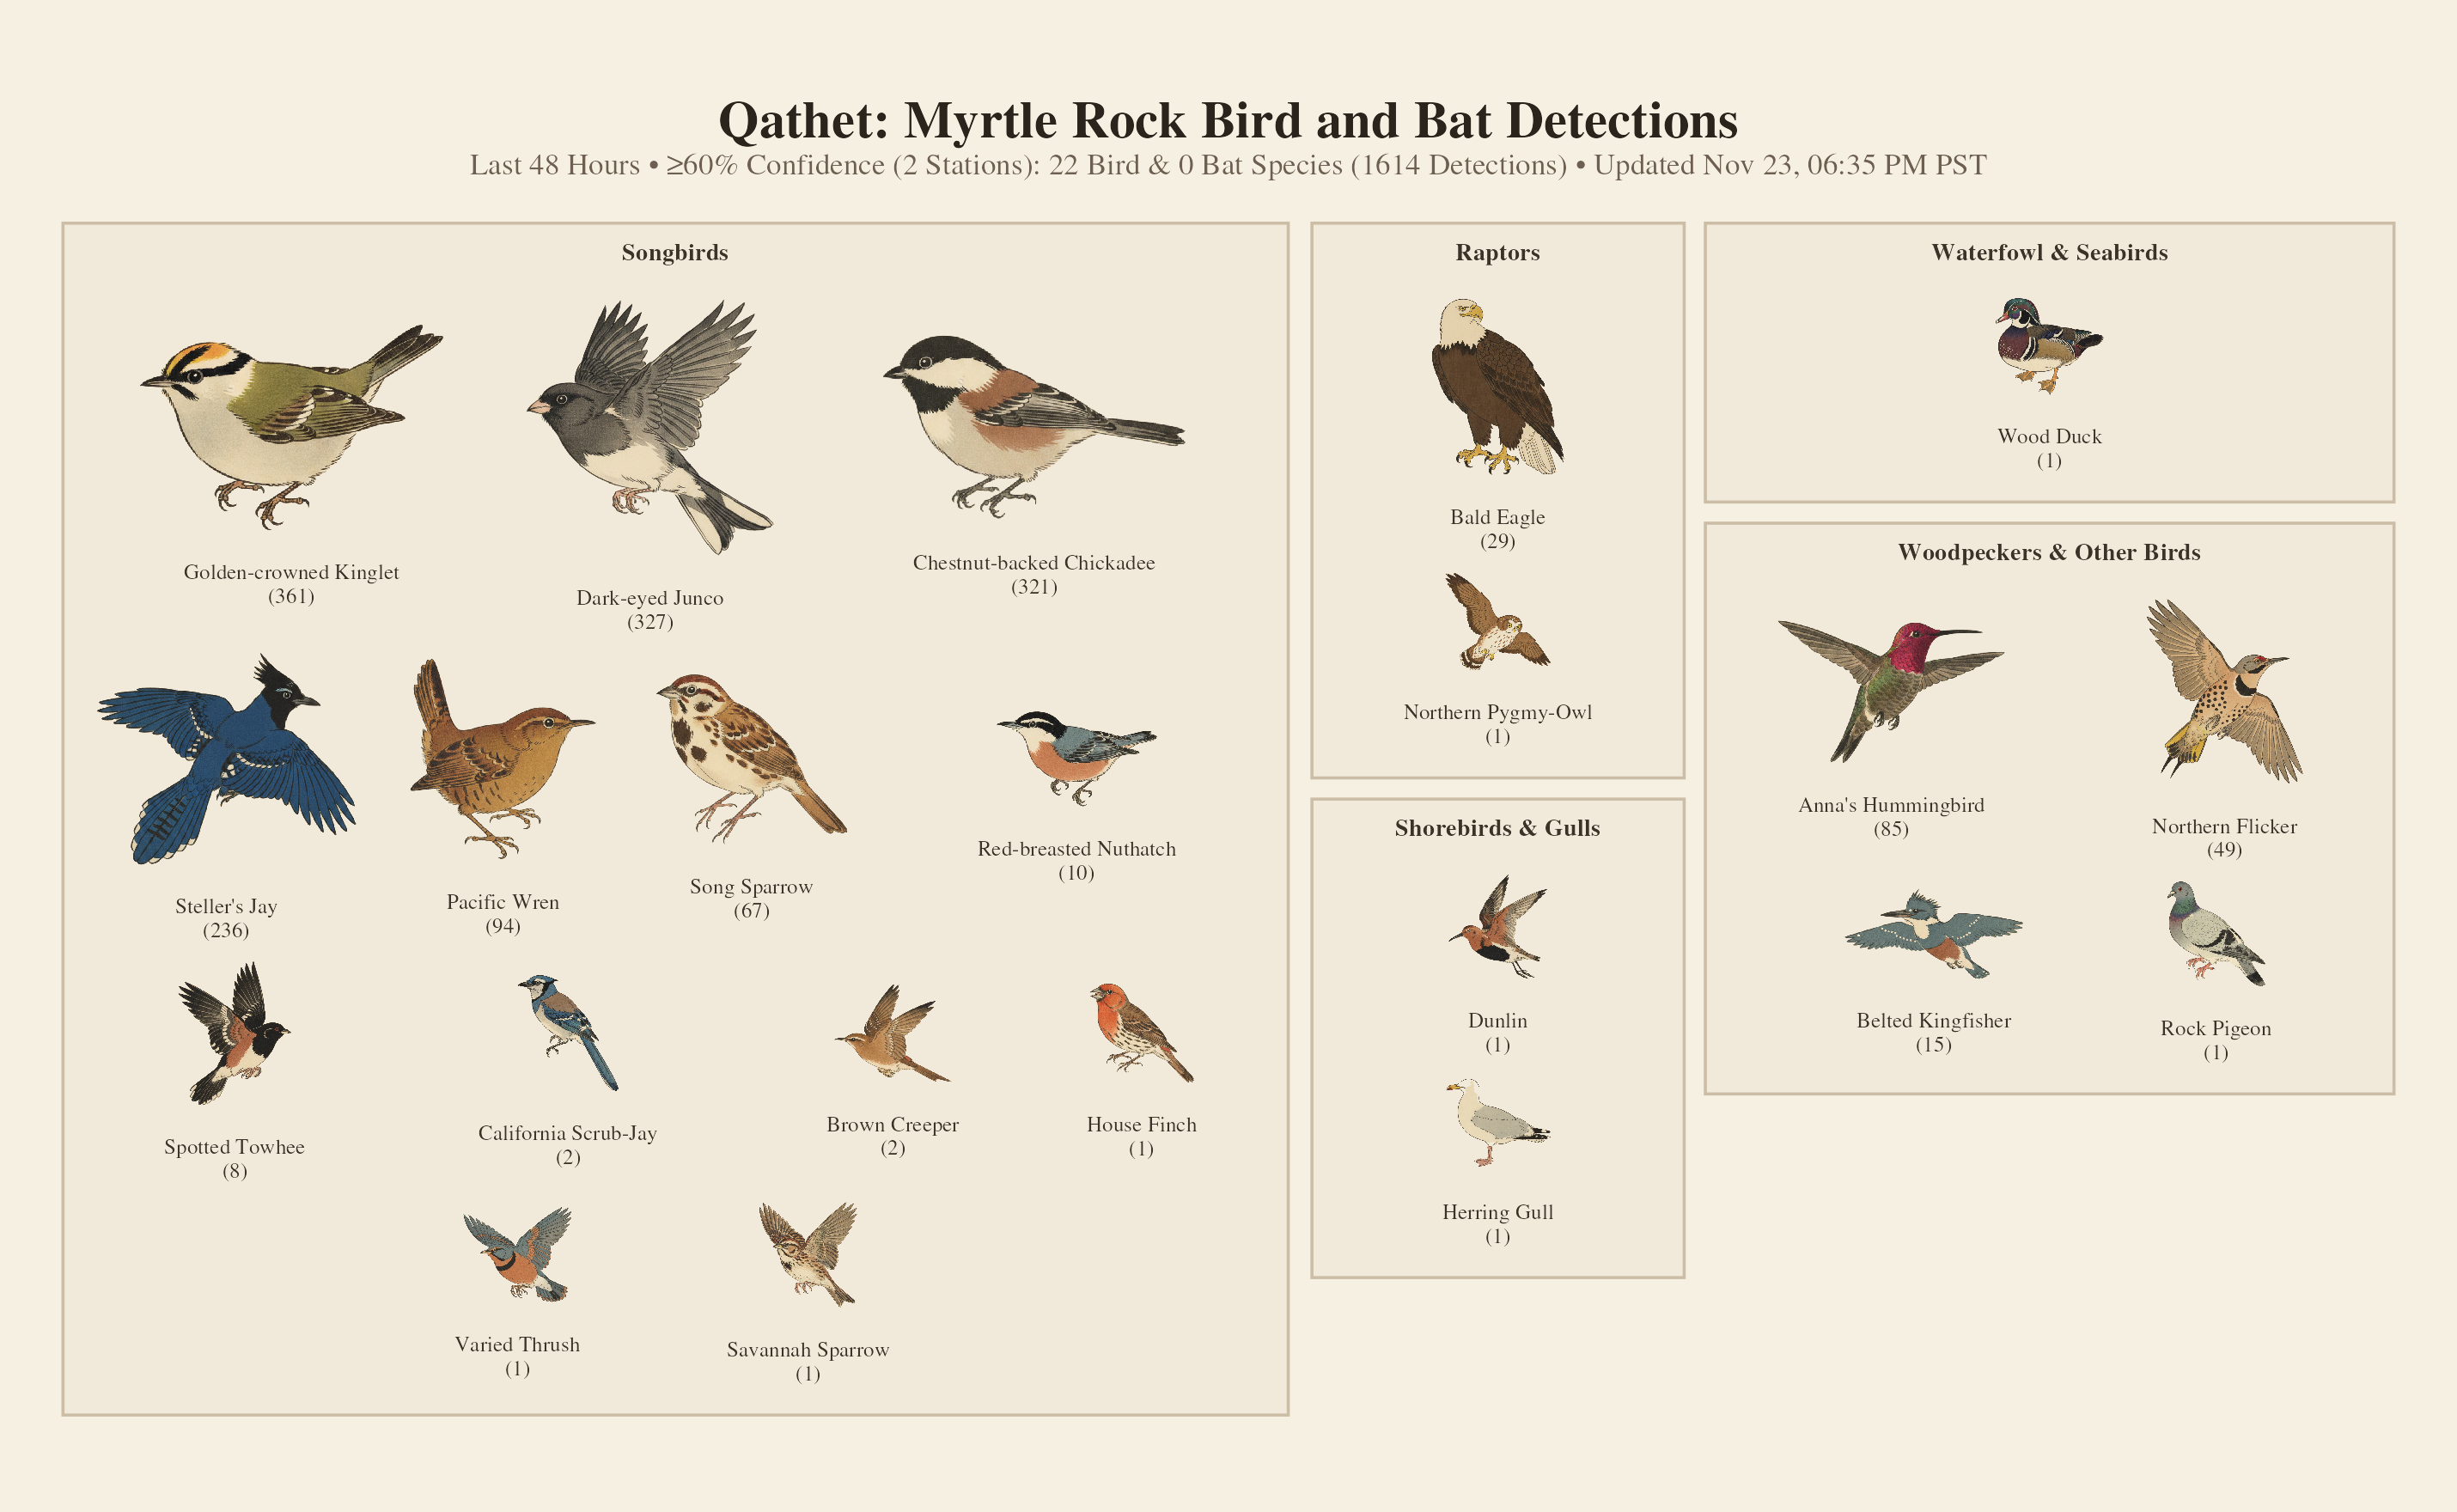 Qathet: Myrtle Rock Bird and Bat Detections
Last 48 Hours • ≥60% Confidence (2 Stations): 22 Bird & 0 Bat Species (1614 Detections) • Updated Nov 23, 06:35 PM PST
Songbirds
Golden-crowned Kinglet
(361)
Dark-eyed Junco
(327)
Chestnut-backed Chickadee
(321)
Steller's Jay
(236)
Pacific Wren
(94)
Song Sparrow
(67)
Red-breasted Nuthatch
(10)
Spotted Towhee
(8)
California Scrub-Jay
(2)
Brown Creeper
(2)
House Finch
(1)
Varied Thrush
(1)
Savannah Sparrow
(1)
Raptors
Bald Eagle
(29)
Northern Pygmy-Owl
(1)
Shorebirds & Gulls
Dunlin
(1)
Herring Gull
(1)
Waterfowl & Seabirds
Wood Duck
(1)
Woodpeckers & Other Birds
Anna's Hummingbird
(85)
Northern Flicker
(49)
Belted Kingfisher
(15)
Rock Pigeon
(1)